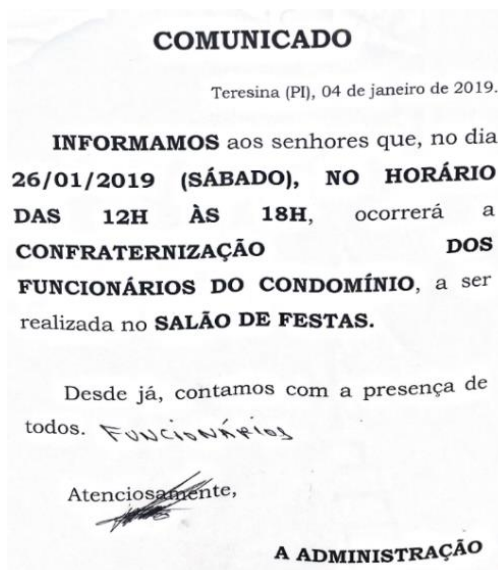 COMUNICADO
Teresina (PI), 04 de janeiro de 2019.
INFORMAMOS aos senhores que, no dia
26/01/2019 (SÁBADO), NO HORÁRIO
DAS 12H ÀS 18H, ocorrerá a
CONFRATERNIZAÇÃO DOS
FUNCIONÁRIOS DO CONDOMÍNIO, a ser
realizada no SALÃO DE FESTAS.
Desde já, contamos com a presença de
todos. FUNCIONÁRIOS
Atenciosamente,
A ADMINISTRAÇÃO